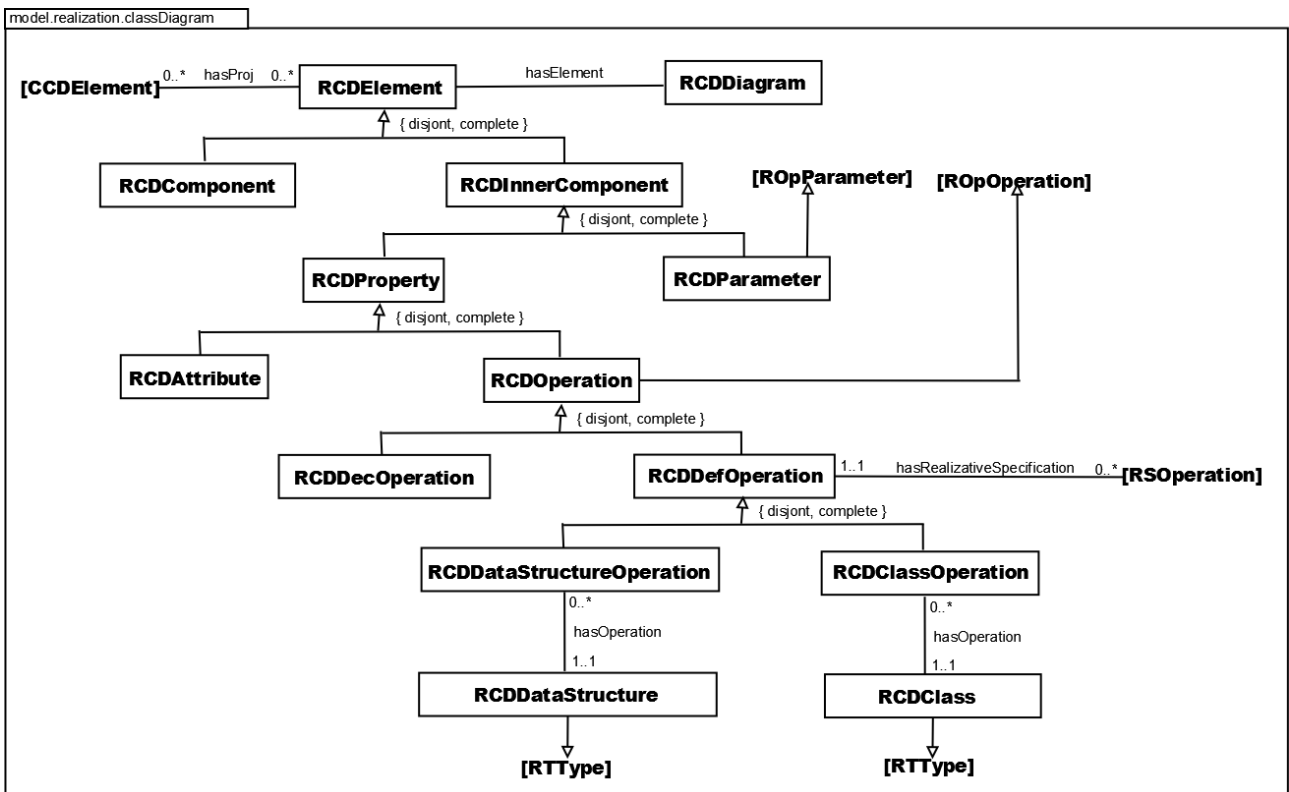 model.realization.classDiagram
[CCDElement] 0..* hasProj 0..* RCDElement hasElement RCDDiagram
{ disjont, complete }
RCDComponent RCDInnerComponent [ROpParameter] [ROpOperation]
{ disjont, complete }
RCDProperty RCDParameter
{ disjont, complete }
RCDAttribute RCDOperation
{ disjont, complete }
RCDDecOperation RCDDefOperation 1..1 hasRealizativeSpecification 0..* [RSOperation]
{ disjont, complete }
RCDDataStructureOperation RCDClassOperation
0..* 0..*
hasOperation hasOperation
1..1 1..1
RCDDataStructure RCDClass
[RTType] [RTType]